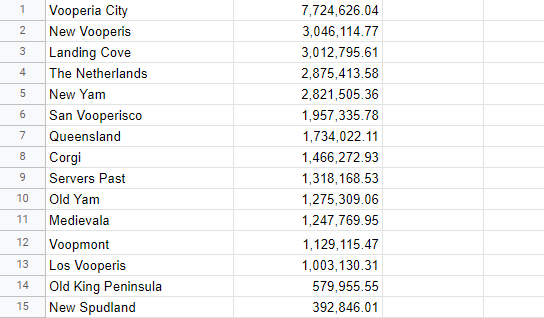 1 Vooperia City 7,724,626.04
2 New Vooperis 3,046,114.77
3 Landing Cove 3,012,795.61
4 The Netherlands 2,875,413.58
5 New Yam 2,821,505.36
6 San Vooperisco 1,957,335.78
7 Queensland 1,734,022.11
8 Corgi 1,466,272.93
9 Servers Past 1,318,168.53
10 Old Yam 1,275,309.06
11 Medievala 1,247,769.95
12 Voopmont 1,129,115.47
13 Los Vooperis 1,003,130.31
14 Old King Peninsula 579,955.55
15 New Spudland 392,846.01